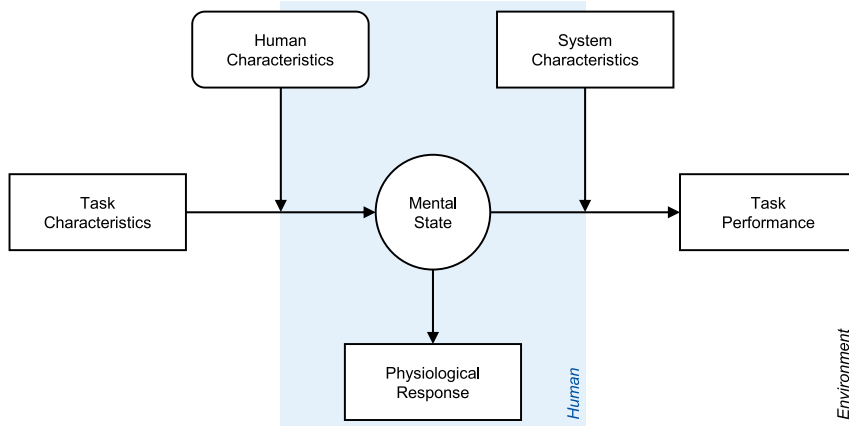 Human
Characteristics
System
Characteristics
Task
Characteristics
Mental
State
Task
Performance
Physiological
Response
Human
Environment